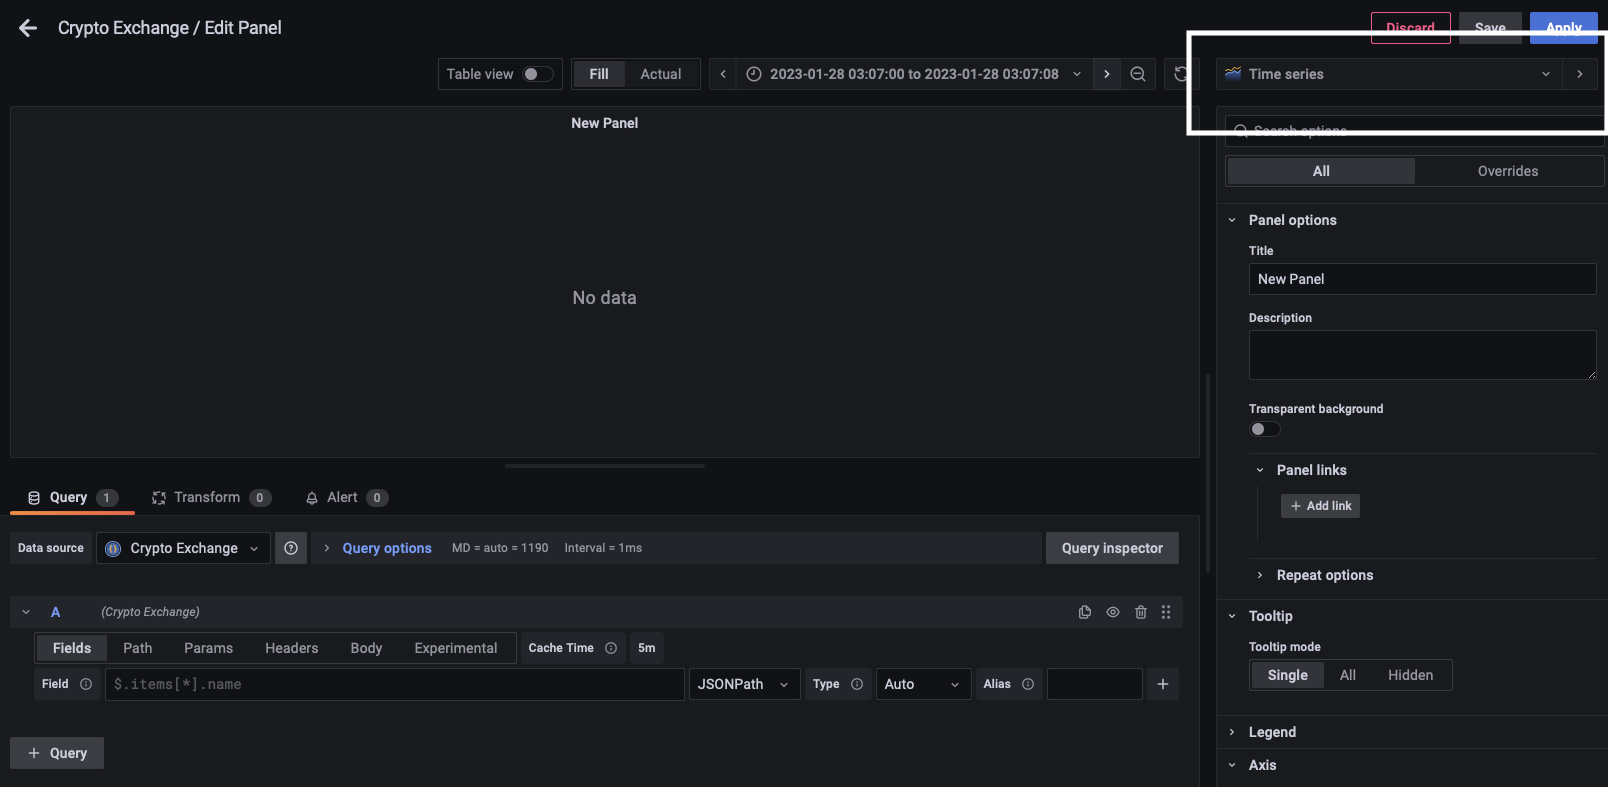 Crypto Exchange / Edit Panel
Discard
Save
Apply
Table view
Fill
Actual
2023-01-28 03:07:00 to 2023-01-28 03:07:08
Time series
New Panel
Search options
All
Overrides
Panel options
Title
New Panel
No data
Description
Transparent background
Panel links
Add link
Query 1
Transform 0
Alert 0
Data source
Crypto Exchange
Query options
MD = auto = 1190
Interval = 1ms
Query inspector
Repeat options
A
(Crypto Exchange)
Tooltip
Tooltip mode
Fields
Path
Params
Headers
Body
Experimental
Cache Time
5m
Single
All
Hidden
Field
$.items[*].name
JSONPath
Type
Auto
Alias
+
Legend
+ Query
Axis